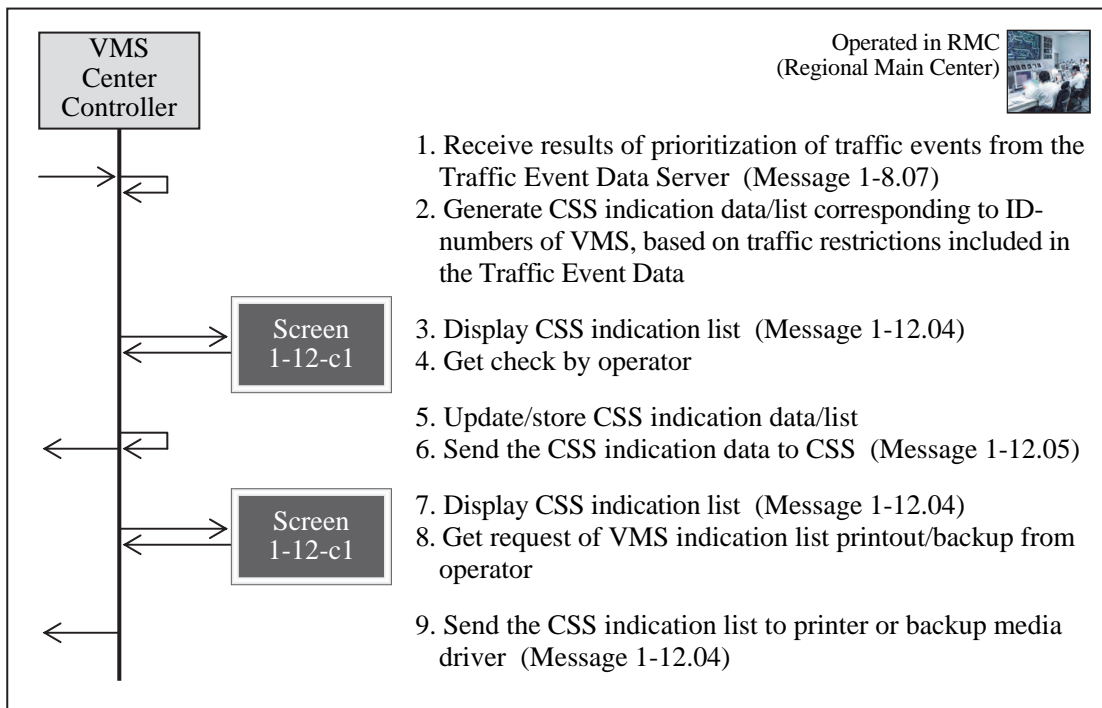 VMS
Center
Controller
Operated in RMC
(Regional Main Center)
1. Receive results of prioritization of traffic events from the
Traffic Event Data Server (Message 1-8.07)
2. Generate CSS indication data/list corresponding to ID-
numbers of VMS, based on traffic restrictions included in
the Traffic Event Data
Screen
1-12-c1
3. Display CSS indication list (Message 1-12.04)
4. Get check by operator
5. Update/store CSS indication data/list
6. Send the CSS indication data to CSS (Message 1-12.05)
Screen
1-12-c1
7. Display CSS indication list (Message 1-12.04)
8. Get request of VMS indication list printout/backup from
operator
9. Send the CSS indication list to printer or backup media
driver (Message 1-12.04)